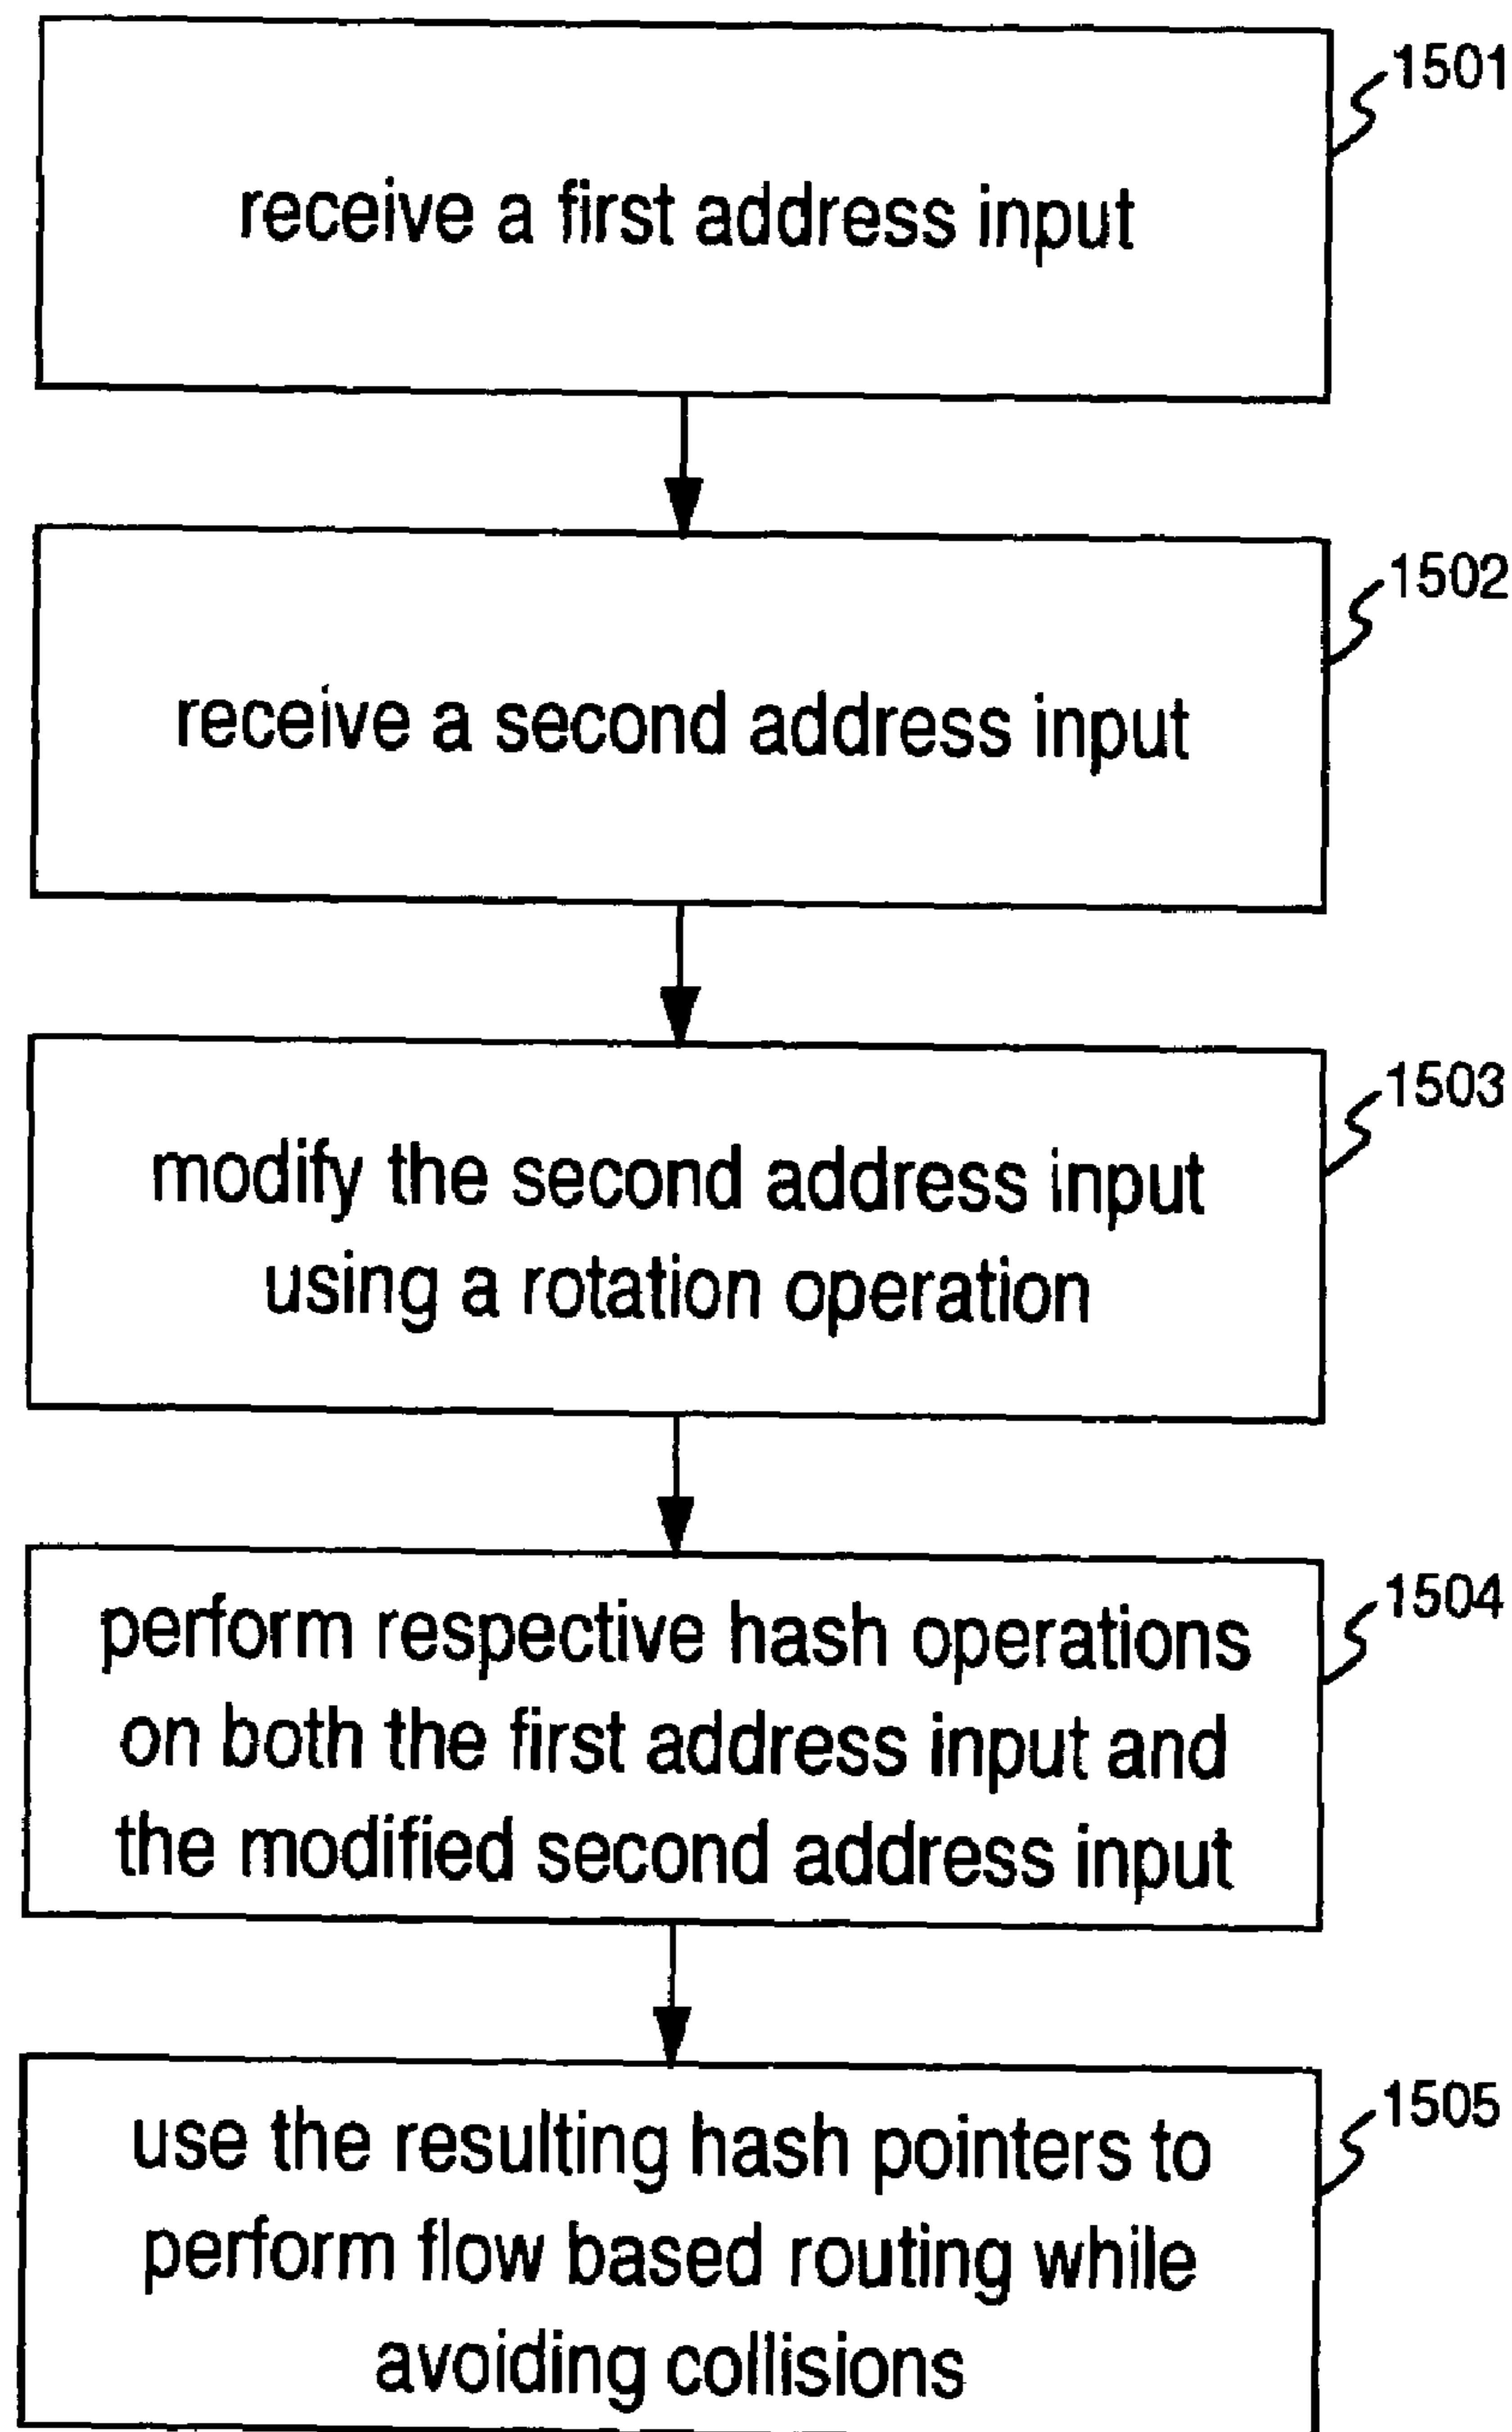 1501
receive a first address input
1502
receive a second address input
1503
modify the second address input
using a rotation operation
1504
perform respective hash operations
on both the first address input and
the modified second address input
1505
use the resulting hash pointers to
perform flow based routing while
avoiding collisions